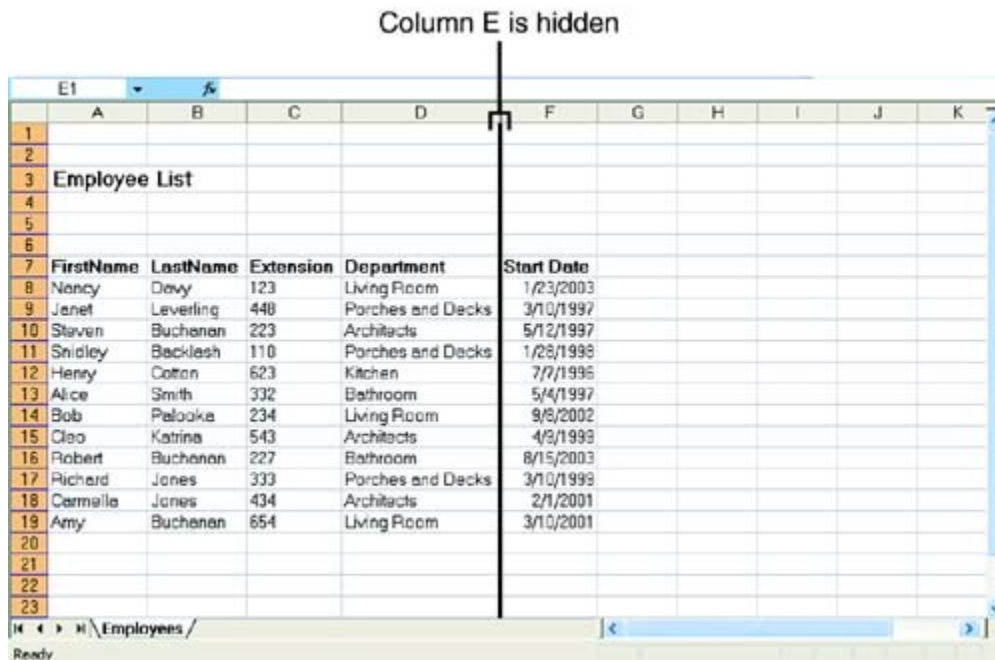 Column E is hidden
E1 fx
A B C D F G H I J K
1
2
3 Employee List
4
5
6
7 FirstName LastName Extension Department Start Date
8 Nancy Davy 123 Living Room 1/23/2003
9 Janet Leverling 448 Porches and Decks 3/10/1997
10 Steven Buchanan 223 Architects 5/12/1997
11 Snidley Backlash 110 Porches and Decks 1/28/1998
12 Henry Cotton 623 Kitchen 7/7/1996
13 Alice Smith 332 Bathroom 5/4/1997
14 Bob Palooka 234 Living Room 9/8/2002
15 Cleo Katrina 543 Architects
16 Robert Buchanan 227 Bathroom 8/15/2003
17 Richard Jones 333 Porches and Decks 3/10/1999
18 Carmella Jones 434 Architects 2/1/2001
19 Amy Buchanan 654 Living Room 3/10/2001
20
21
22
23
Employees
Ready